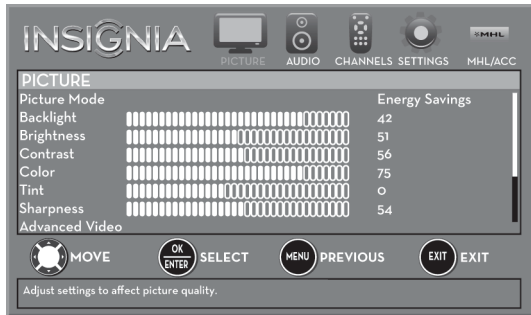 INSIGNIA
PICTURE AUDIO CHANNELS SETTINGS MHL/ACC
MHL
PICTURE
Picture Mode Energy Savings
Backlight 42
Brightness 51
Contrast 56
Color 75
Tint 0
Sharpness 54
Advanced Video
MOVE OK ENTER SELECT MENU PREVIOUS EXIT EXIT
Adjust settings to affect picture quality.